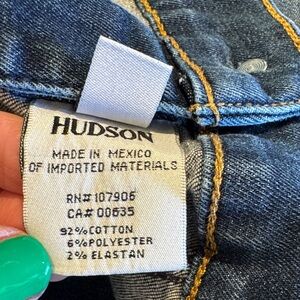 HUDSON
MADE IN MEXICO
OF IMPORTED MATERIALS
RN# 107906
CA# 00635
92% COTTON
6% POLYESTER
2% ELASTAN